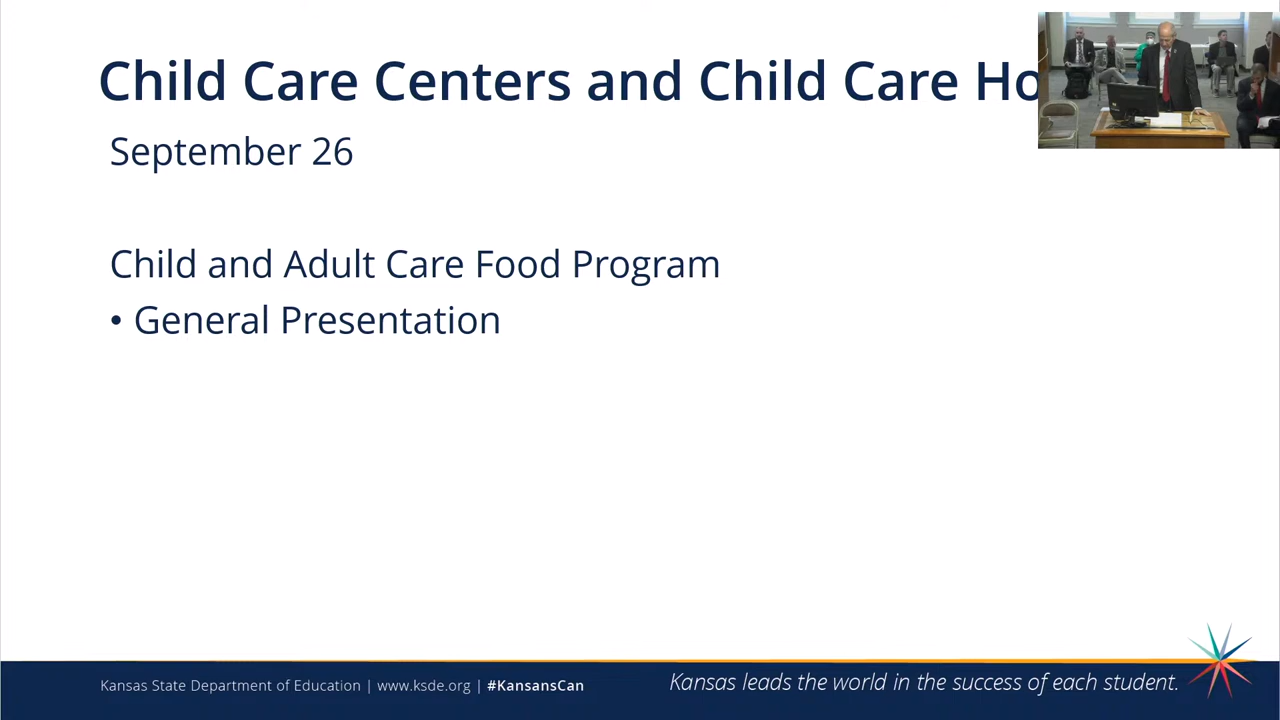 Child Care Centers and Child Care Ho
September 26
Child and Adult Care Food Program
• General Presentation
Kansas State Department of Education | www.ksde.org | #KansansCan
Kansas leads the world in the success of each student.